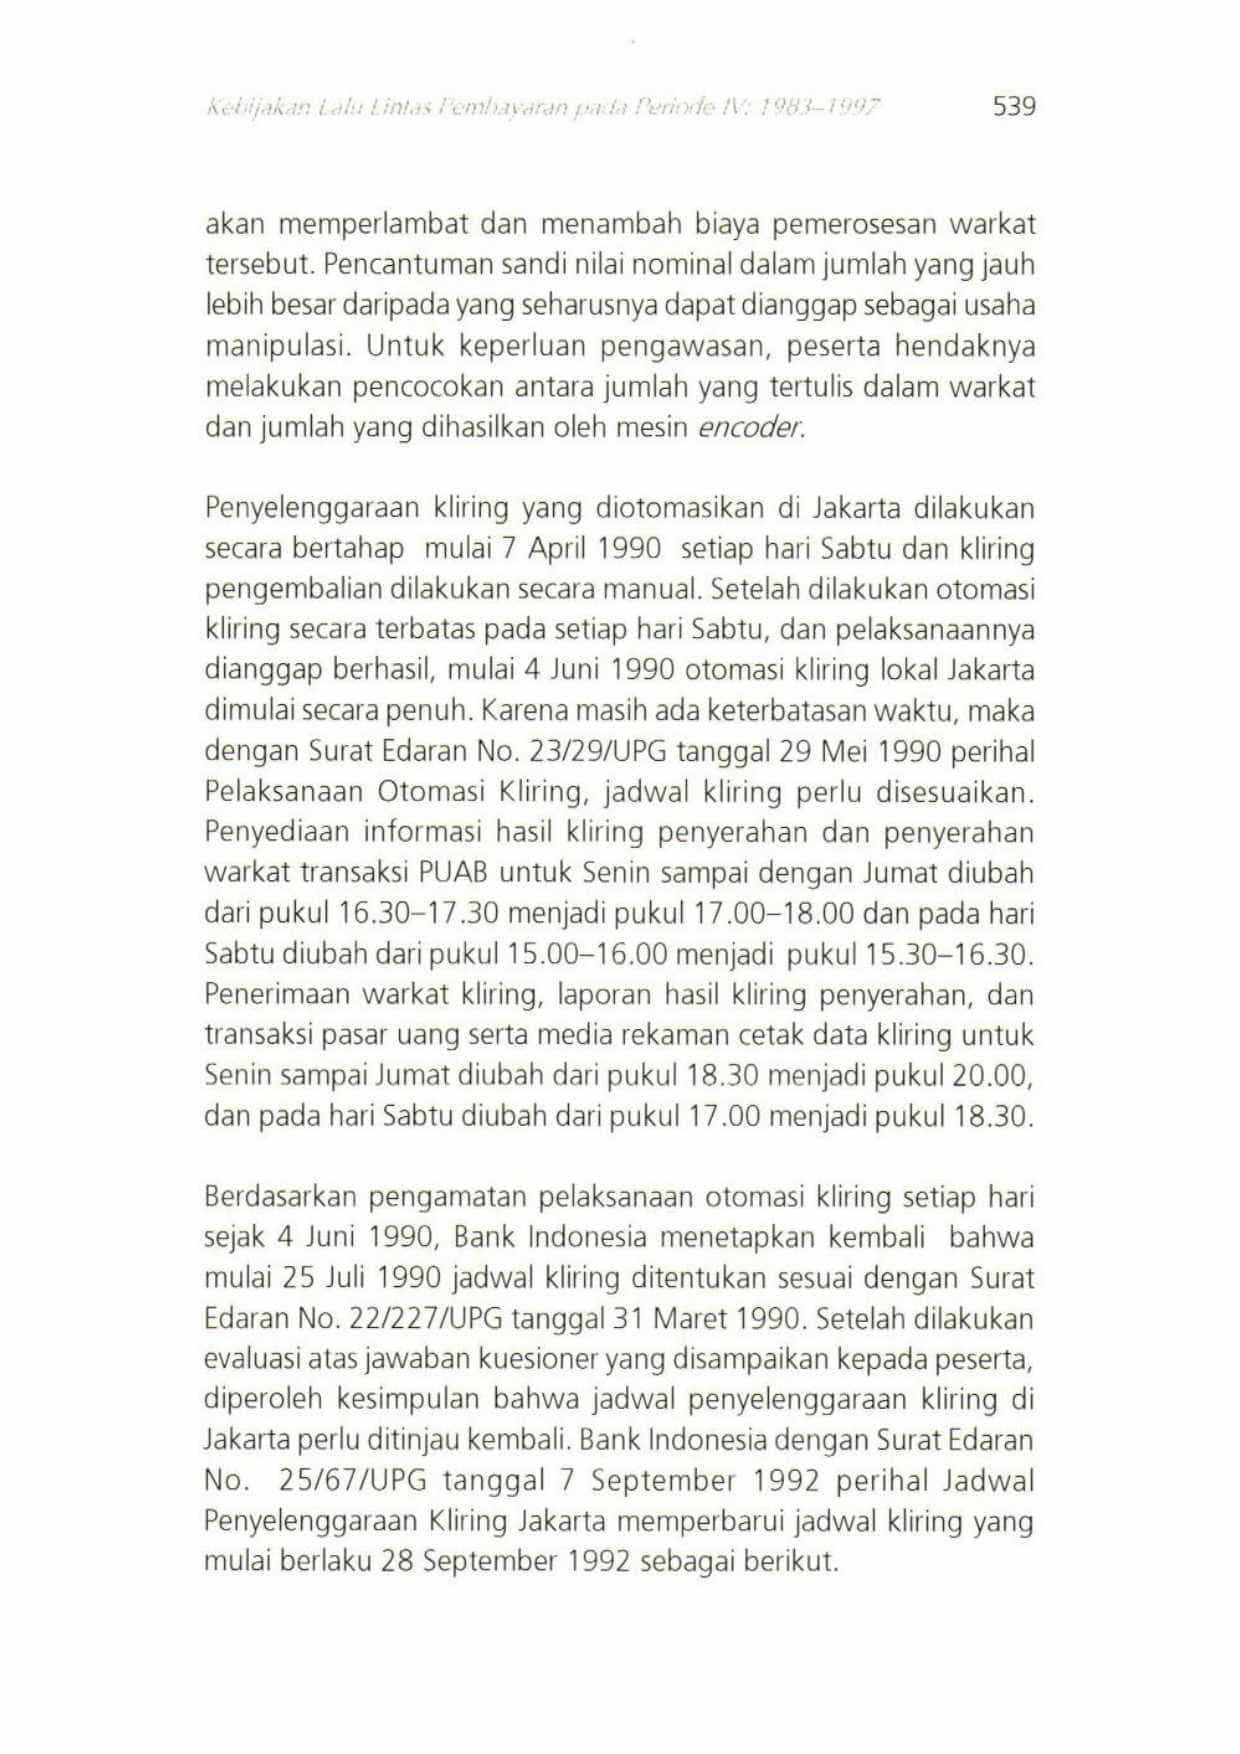 Kebijakan Lalu Lintas Pembayaran pada Periode IV: 1983–1997 539
akan memperlambat dan menambah biaya pemerosesan warkat
tersebut. Pencantuman sandi nilai nominal dalam jumlah yang jauh
lebih besar daripada yang seharusnya dapat dianggap sebagai usaha
manipulasi. Untuk keperluan pengawasan, peserta hendaknya
melakukan pencocokan antara jumlah yang tertulis dalam warkat
dan jumlah yang dihasilkan oleh mesin encoder.
Penyelenggaraan kliring yang diotomasikan di Jakarta dilakukan
secara bertahap mulai 7 April 1990 setiap hari Sabtu dan kliring
pengembalian dilakukan secara manual. Setelah dilakukan otomasi
kliring secara terbatas pada setiap hari Sabtu, dan pelaksanaannya
dianggap berhasil, mulai 4 Juni 1990 otomasi kliring lokal Jakarta
dimulai secara penuh. Karena masih ada keterbatasan waktu, maka
dengan Surat Edaran No. 23/29/UPG tanggal 29 Mei 1990 perihal
Pelaksanaan Otomasi Kliring, jadwal kliring perlu disesuaikan.
Penyediaan informasi hasil kliring penyerahan dan penyerahan
warkat transaksi PUAB untuk Senin sampai dengan Jumat diubah
dari pukul 16.30–17.30 menjadi pukul 17.00–18.00 dan pada hari
Sabtu diubah dari pukul 15.00–16.00 menjadi pukul 15.30–16.30.
Penerimaan warkat kliring, laporan hasil kliring penyerahan, dan
transaksi pasar uang serta media rekaman cetak data kliring untuk
Senin sampai Jumat diubah dari pukul 18.30 menjadi pukul 20.00,
dan pada hari Sabtu diubah dari pukul 17.00 menjadi pukul 18.30.
Berdasarkan pengamatan pelaksanaan otomasi kliring setiap hari
sejak 4 Juni 1990, Bank Indonesia menetapkan kembali bahwa
mulai 25 Juli 1990 jadwal kliring ditentukan sesuai dengan Surat
Edaran No. 22/227/UPG tanggal 31 Maret 1990. Setelah dilakukan
evaluasi atas jawaban kuesioner yang disampaikan kepada peserta,
diperoleh kesimpulan bahwa jadwal penyelenggaraan kliring di
Jakarta perlu ditinjau kembali. Bank Indonesia dengan Surat Edaran
No. 25/67/UPG tanggal 7 September 1992 perihal Jadwal
Penyelenggaraan Kliring Jakarta memperbarui jadwal kliring yang
mulai berlaku 28 September 1992 sebagai berikut.